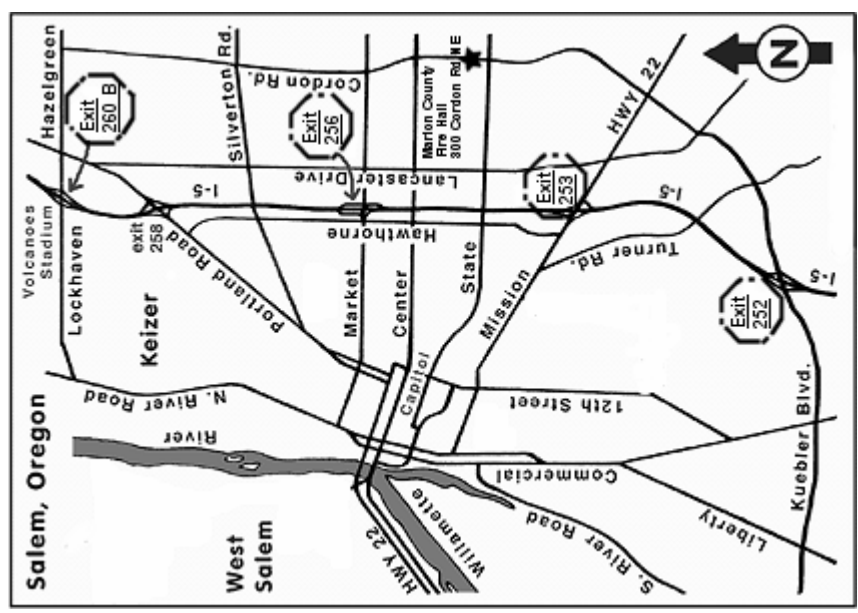 Salem, Oregon
West
Salem
HWY 22
Willamette
River
N. River Road
Keizer
Lockhaven
Volcanoes
Stadium
Hazelgreen
Exit
260 B
exit
258
Portland Road
Silverton Rd.
I-5
Cordon Rd.
Exit
256
Lancaster Drive
Hawthorne
Market
Center
Capitol
State
Marion County
Fire Hall
300 Cordon Rd NE
Mission
Exit
253
HWY 22
N
I-5
Turner Rd.
Exit
252
I-5
12th Street
Commercial
Liberty
S. River Road
Kuebler Blvd.